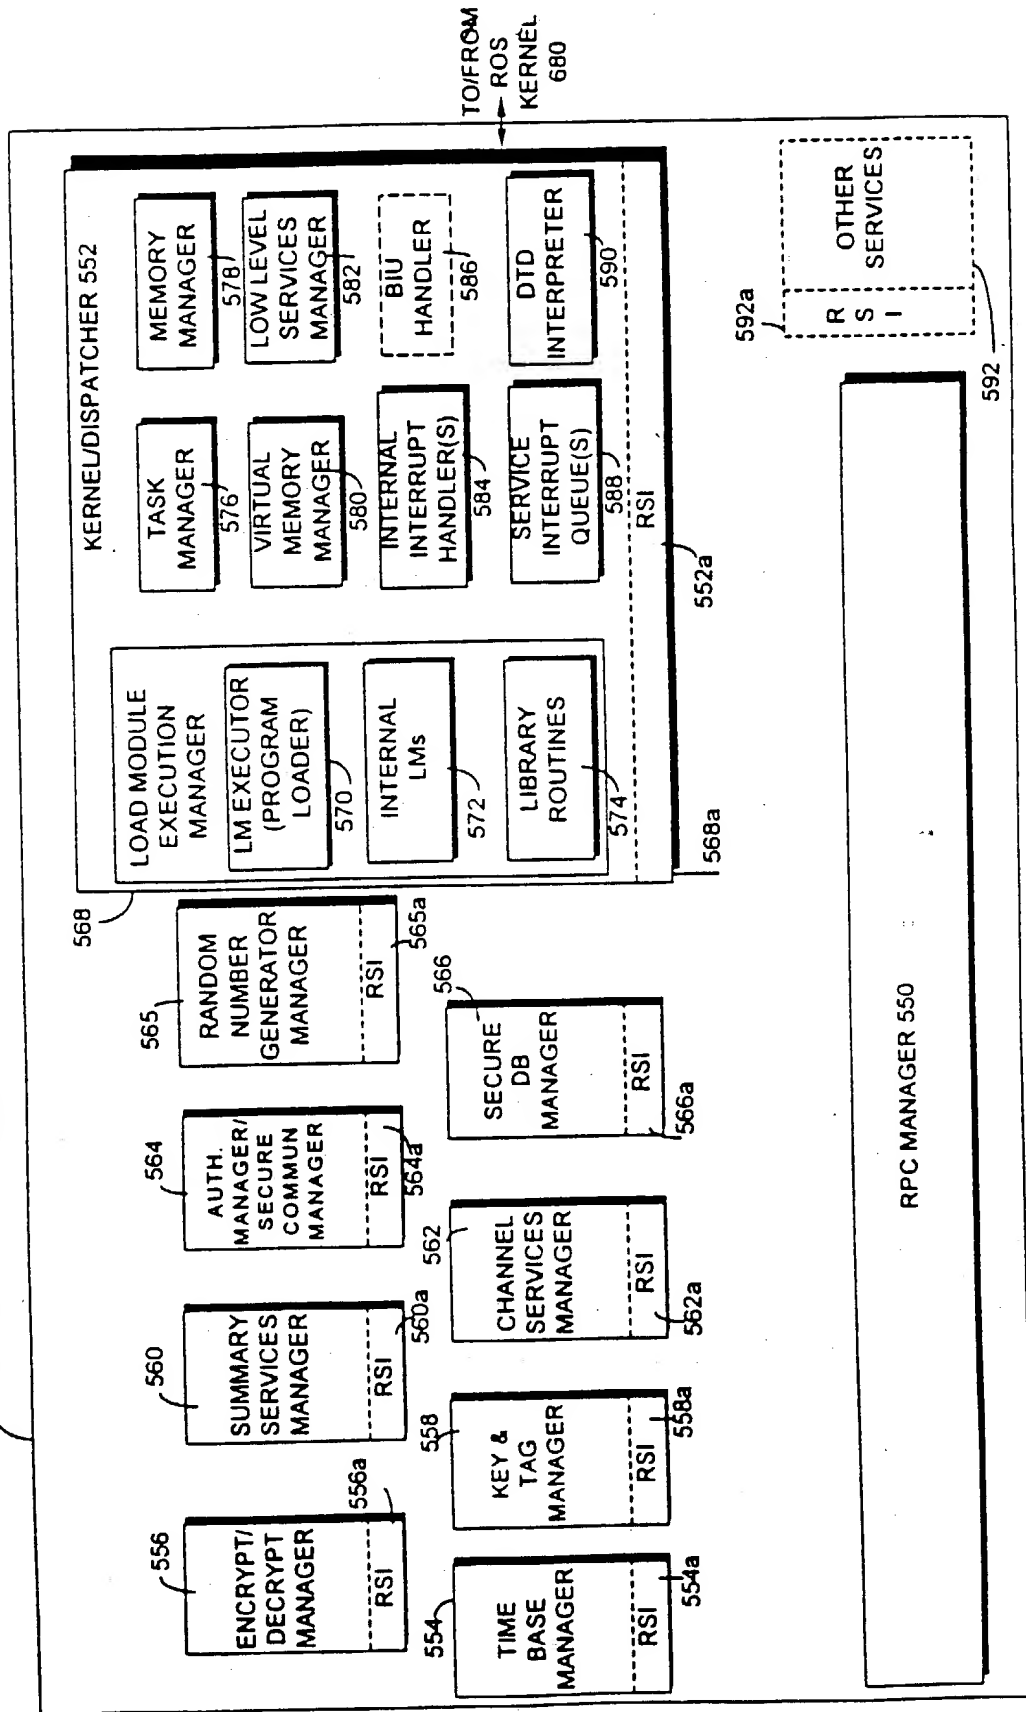 KERNEL/DISPATCHER 552
TO/FROM
ROS
KERNEL
680
568
LOAD MODULE
EXECUTION
MANAGER
LM EXECUTOR
(PROGRAM
LOADER)
570
INTERNAL
LMs
572
LIBRARY
ROUTINES
574
568a
TASK
MANAGER
576
MEMORY
MANAGER
578
VIRTUAL
MEMORY
MANAGER
580
LOW LEVEL
SERVICES
MANAGER
582
INTERNAL
INTERRUPT
HANDLER(S)
584
BIU
HANDLER
586
SERVICE
INTERRUPT
QUEUE(S)
588
DTD
INTERPRETER
590
RSI
552a
556
ENCRYPT/
DECRYPT
MANAGER
RSI
556a
560
SUMMARY
SERVICES
MANAGER
RSI
560a
564
AUTH.
MANAGER/
SECURE
COMMUN
MANAGER
RSI
564a
565
RANDOM
NUMBER
GENERATOR
MANAGER
RSI
565a
554
TIME
BASE
MANAGER
RSI
554a
558
KEY &
TAG
MANAGER
RSI
558a
562
CHANNEL
SERVICES
MANAGER
RSI
562a
566
SECURE
DB
MANAGER
RSI
566a
592a
R
S
I
OTHER
SERVICES
592
RPC MANAGER 550